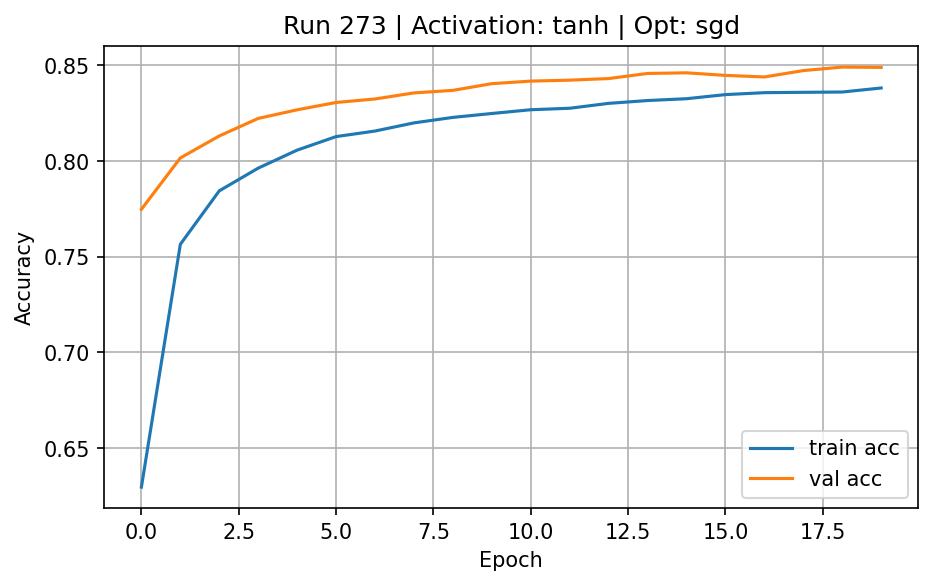 Run 273 | Activation: tanh | Opt: sgd
0.85
0.80
0.75
0.70
0.65
Accuracy
train acc
val acc
0.0 2.5 5.0 7.5 10.0 12.5 15.0 17.5
Epoch